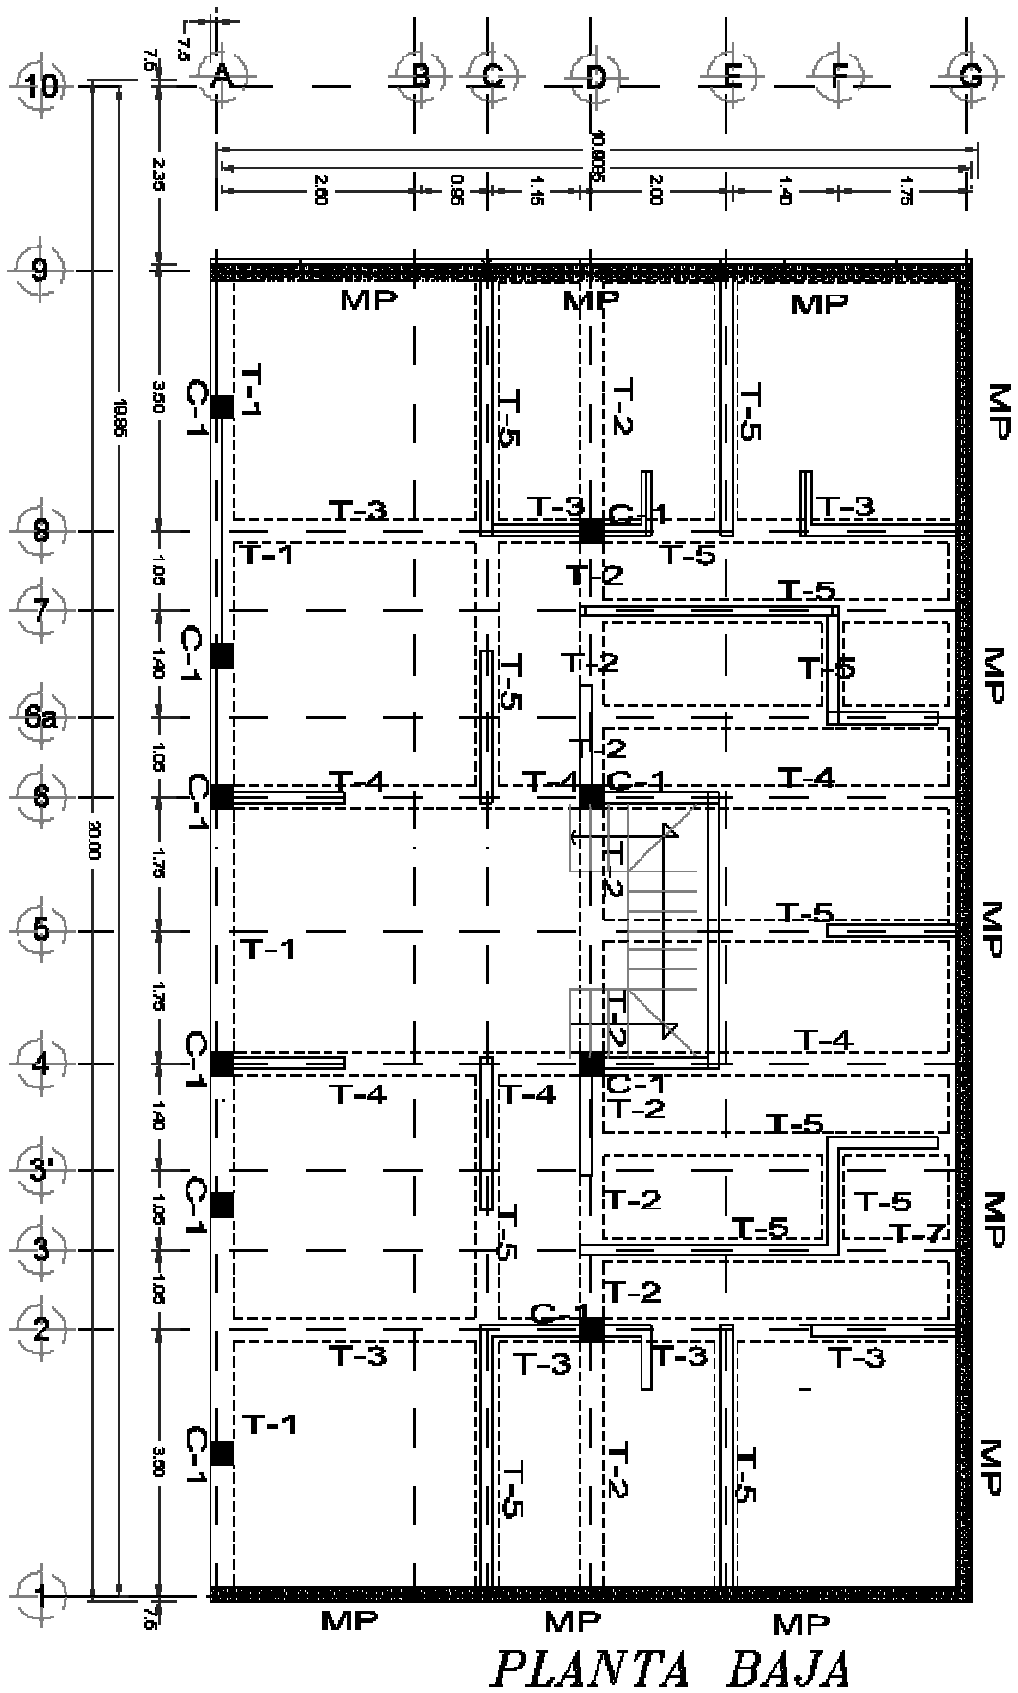 7.5
7.5
A B C D E F G
10
10.6085
2.60 0.95 1.15 2.00 1.40 1.75
2.35
9
MP MP MP
MP
3.50
C-1 T-1 T-5 T-2 T-5
19.95
T-3 T-3 C-1 T-3
8
T-1 T-2 T-5
1.05
T-5
7
C-1 T-5 T-2 T-5 MP
1.40
6a
T-2
1.05
C-1 T-4 T-4 C-1 T-4
6
20.00
1.75
T-2
T-5 MP
5
T-1
1.75
T-2
T-4
4
C-1
T-4 T-4 C-1
T-2
1.40
T-5
3'
C-1 T-2 T-5 MP
1.05
T-5 T-5 T-7
3
T-2
1.05
C-1
2
T-3 T-3 T-3 T-3
T-1
C-1 T-5 T-2 T-5 MP
3.50
1
7.5
MP MP MP
PLANTA BAJA